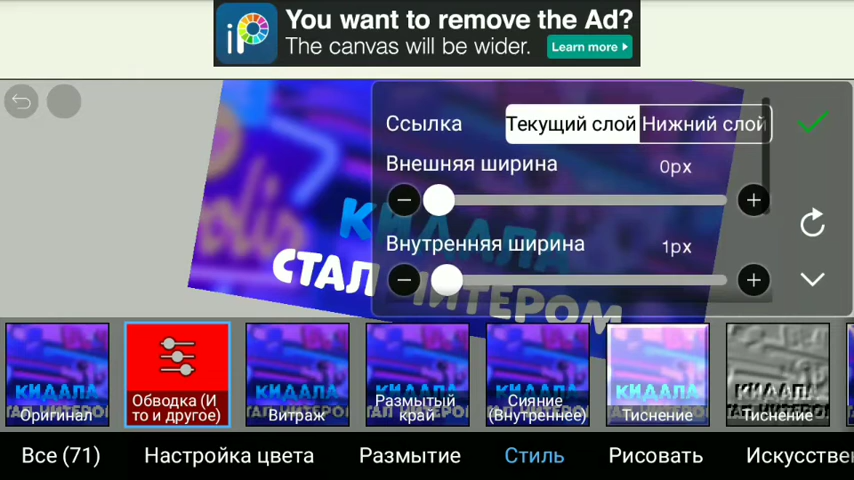 You want to remove the Ad?
The canvas will be wider.
Learn more
iP
Ссылка
Текущий слой
Нижний слой
Внешняя ширина
0px
Внутренняя ширина
1px
КИДАЛА
СТАЛ ЧИТЕРОМ
Оригинал
Обводка (И
то и другое)
Витраж
Размытый
край
Сияние
(Внутреннее)
Тиснение
Тиснение
Все (71)
Настройка цвета
Размытие
Стиль
Рисовать
Искусстве